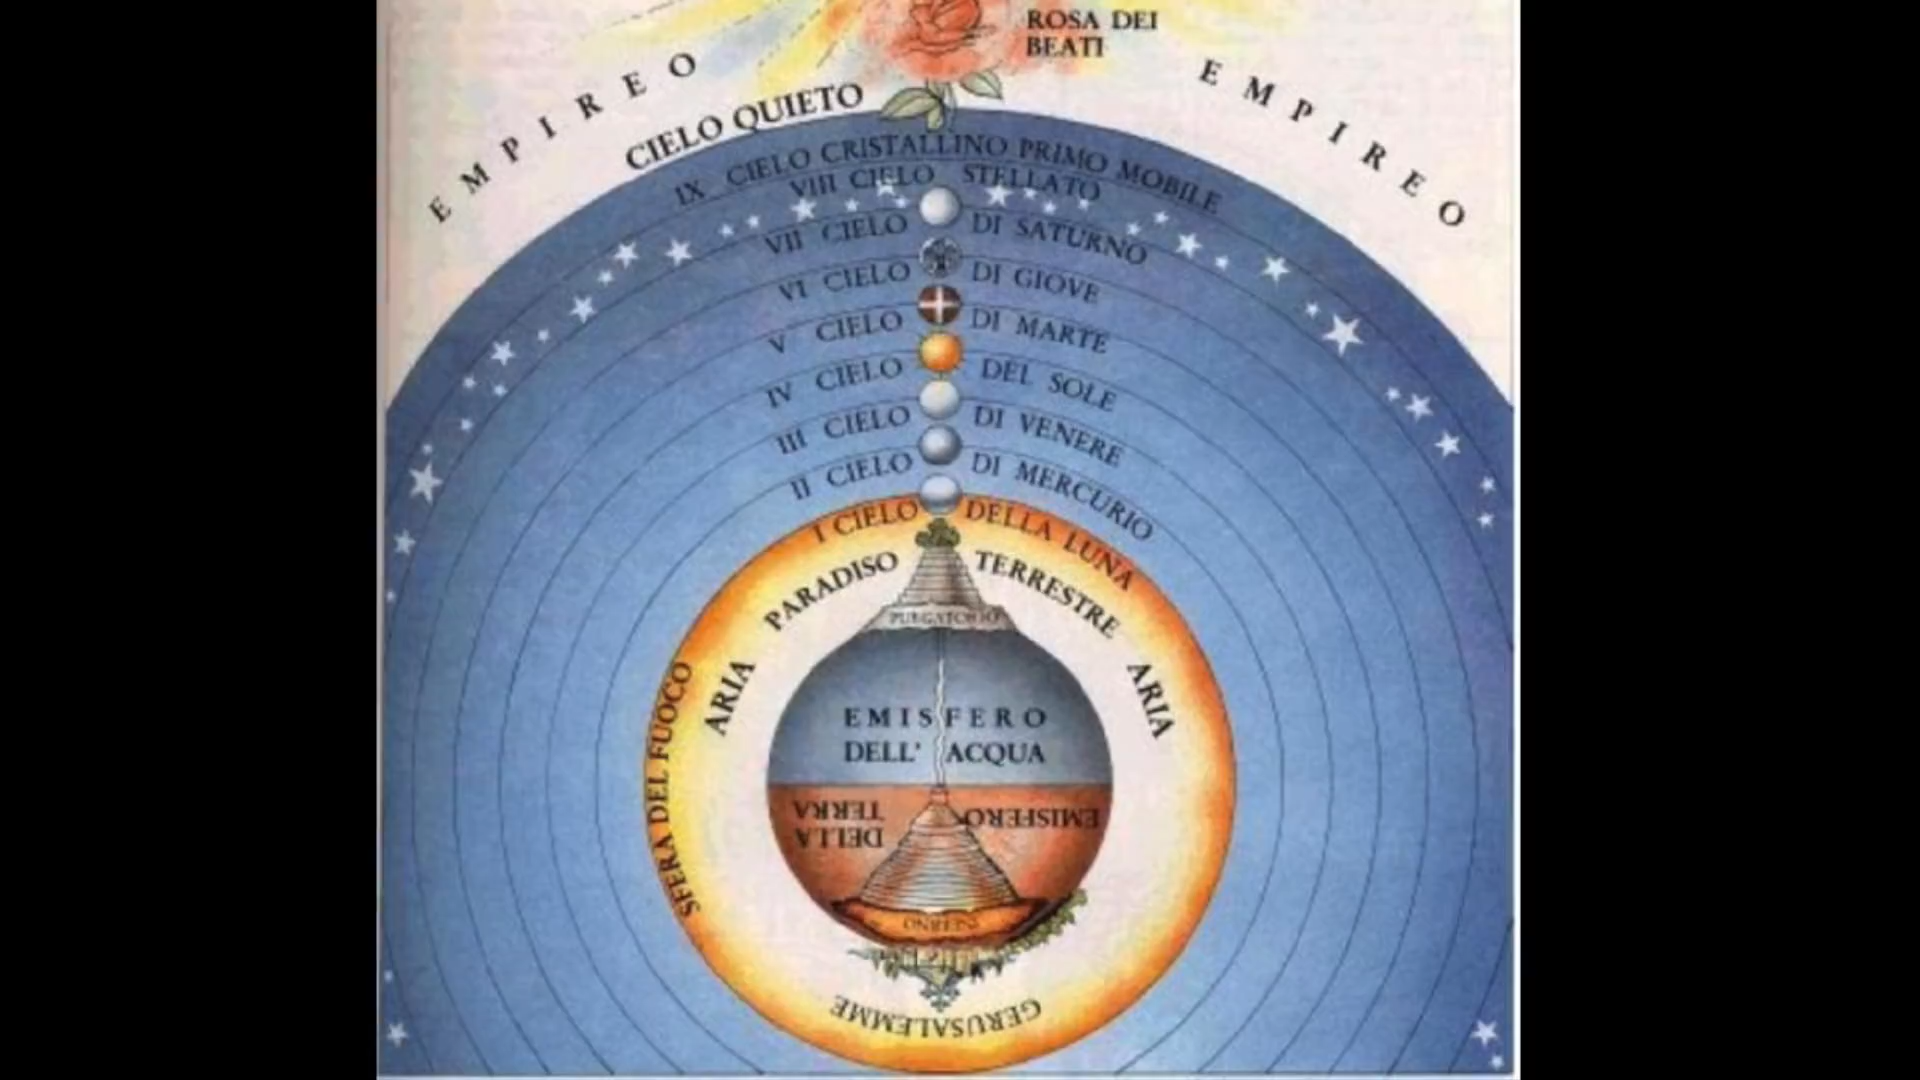 ROSA DEI
BEATI
EMPIREO
EMPIREO
CIELO QUIETO
IX CIELO CRISTALLINO PRIMO MOBILE
VIII CIELO STELLATO
VII CIELO DI SATURNO
VI CIELO DI GIOVE
V CIELO DI MARTE
IV CIELO DEL SOLE
III CIELO DI VENERE
II CIELO DI MERCURIO
I CIELO DELLA LUNA
PARADISO TERRESTRE
PURGATORIO
ARIA
ARIA
SFERA DEL FUOCO
EMISFERO
DELL' ACQUA
EMISFERO
DELLA
TERRA
INFERNO
GERUSALEMME